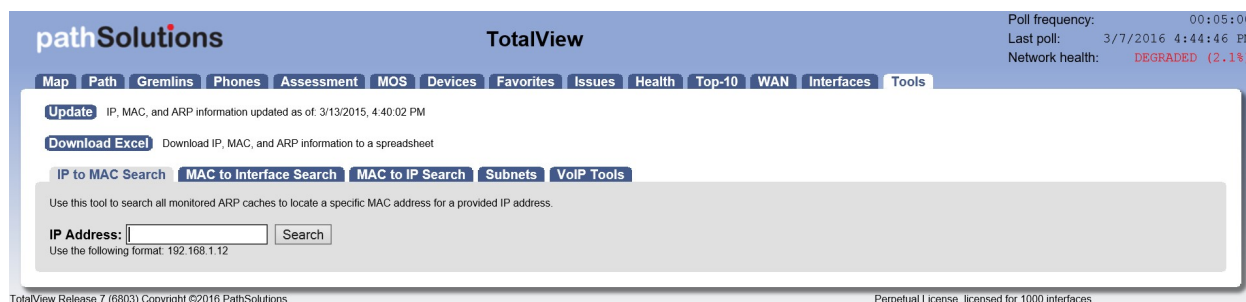 pathSolutions
TotalView
Poll frequency: 00:05:0
Last poll: 3/7/2016 4:44:46 P
Network health: DEGRADED (2.1%
Map Path Gremlins Phones Assessment MOS Devices Favorites Issues Health Top-10 WAN Interfaces Tools
Update IP, MAC, and ARP information updated as of: 3/13/2015, 4:40:02 PM
Download Excel Download IP, MAC, and ARP information to a spreadsheet
IP to MAC Search MAC to Interface Search MAC to IP Search Subnets VoIP Tools
Use this tool to search all monitored ARP caches to locate a specific MAC address for a provided IP address.
IP Address: Search
Use the following format: 192.168.1.12
TotalView Release 7 (6803) Copyright ©2016 PathSolutions
Perpetual License, licensed for 1000 interfaces